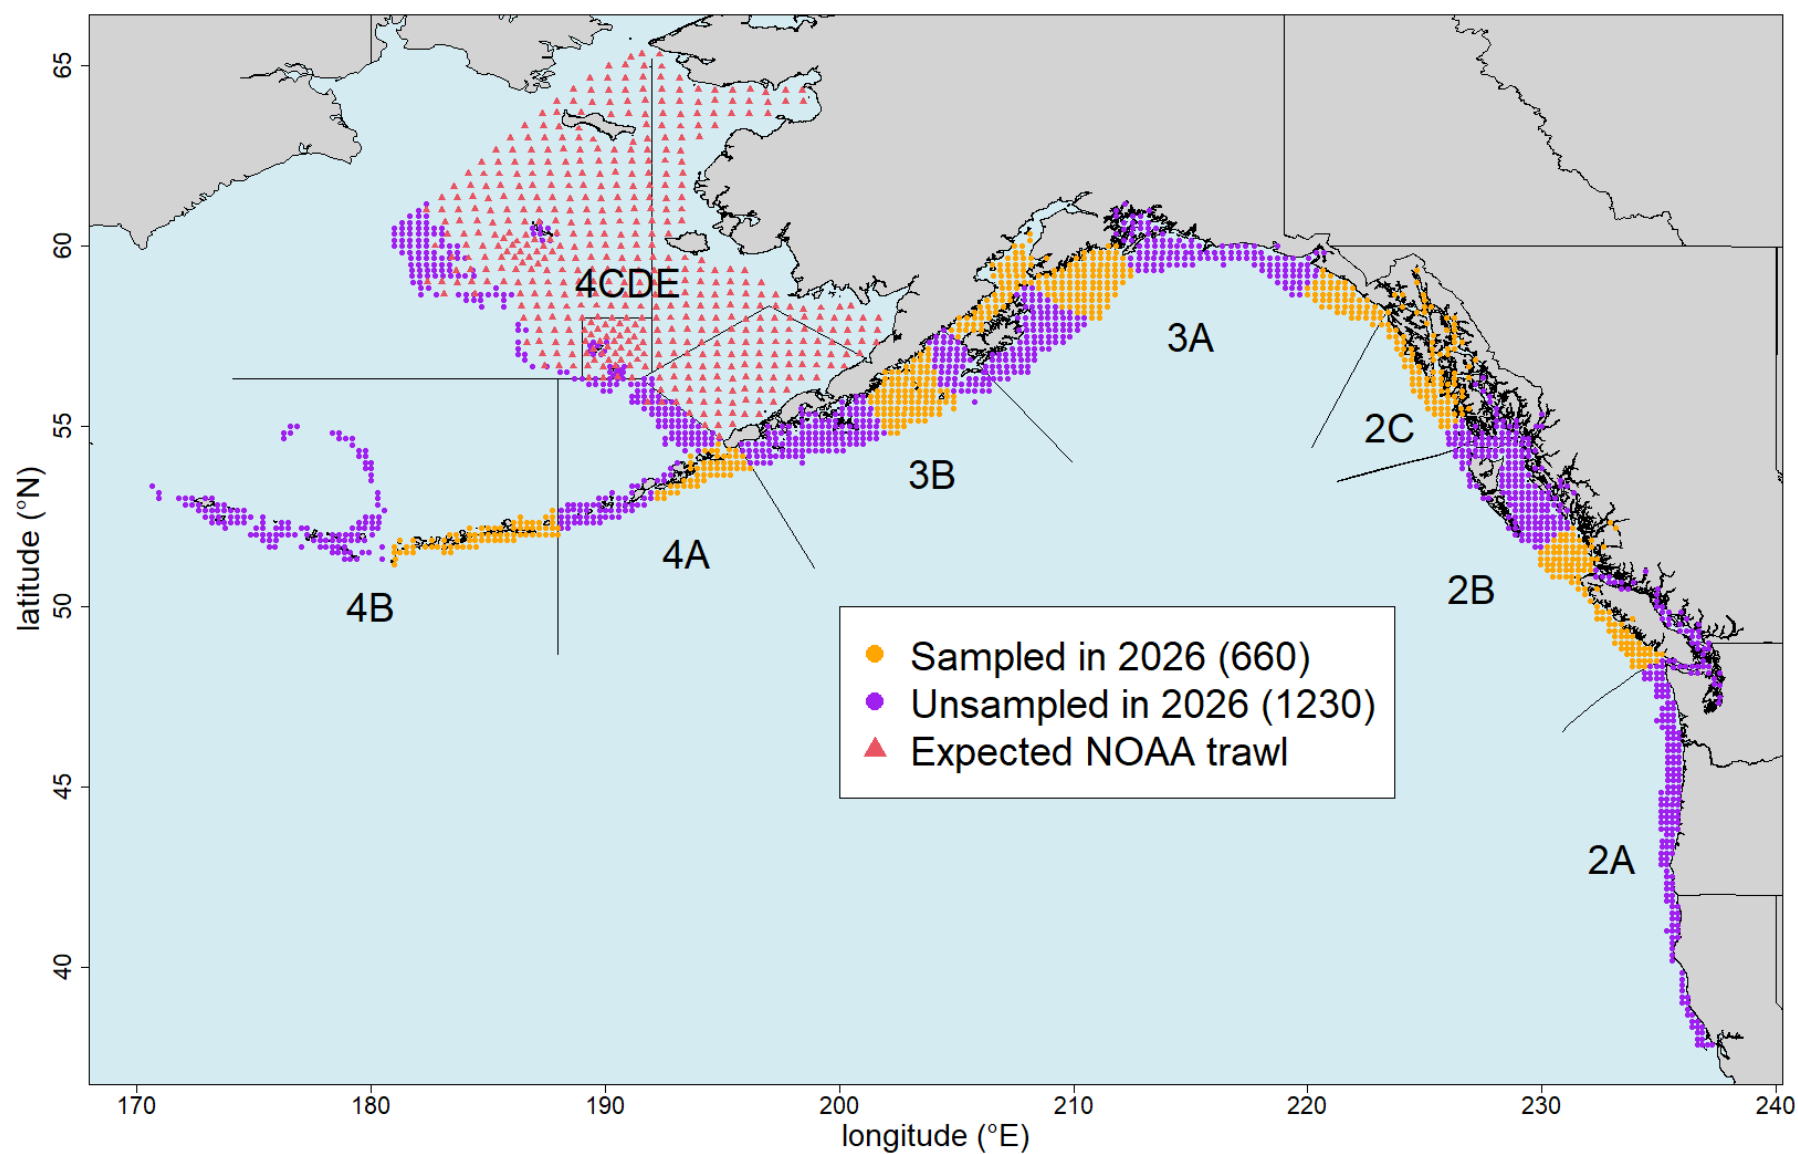 65
60
55
50
45
40
latitude (°N)
4CDE
3A
2C
3B
4A
2B
4B
2A
Sampled in 2026 (660)
Unsampled in 2026 (1230)
Expected NOAA trawl
170
180
190
200
210
220
230
240
longitude (°E)